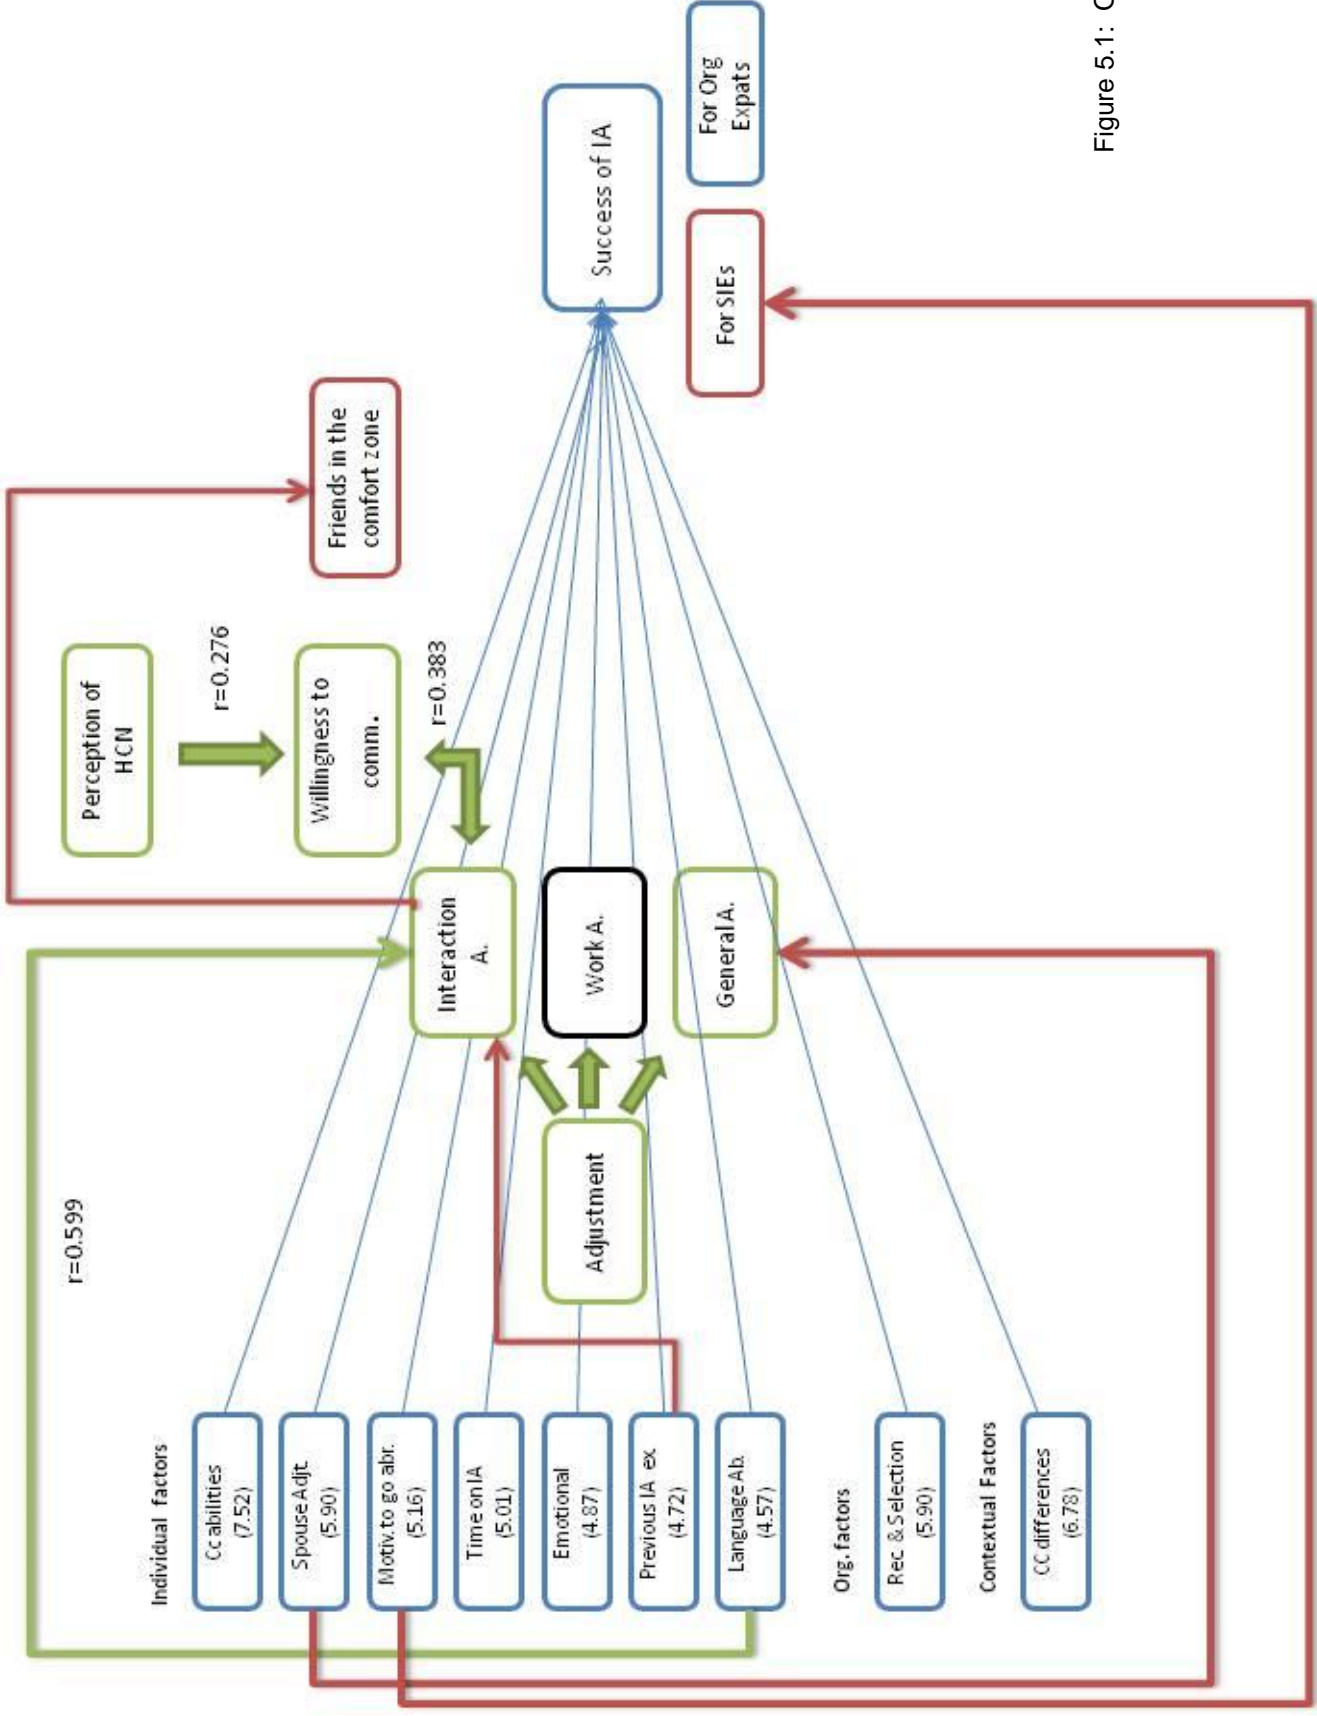 r=0.599
Individual factors
Cc abilities
(7.52)
Spouse Adjt.
(5.90)
Motiv.to go abr.
(5.16)
Time on IA
(5.01)
Emotional
(4.87)
Previous IA ex.
(4.72)
Language Ab.
(4.57)
Org. factors
Rec. & Selection
(5.90)
Contextual Factors
CC differences
(6.78)
Adjustment
Interaction
A.
Work A.
General A.
Perception of
HCN
r=0.276
Willingness to
comm.
r=0.383
Friends in the
comfort zone
Success of IA
For SIEs
For Org
Expats
Figure 5.1: C